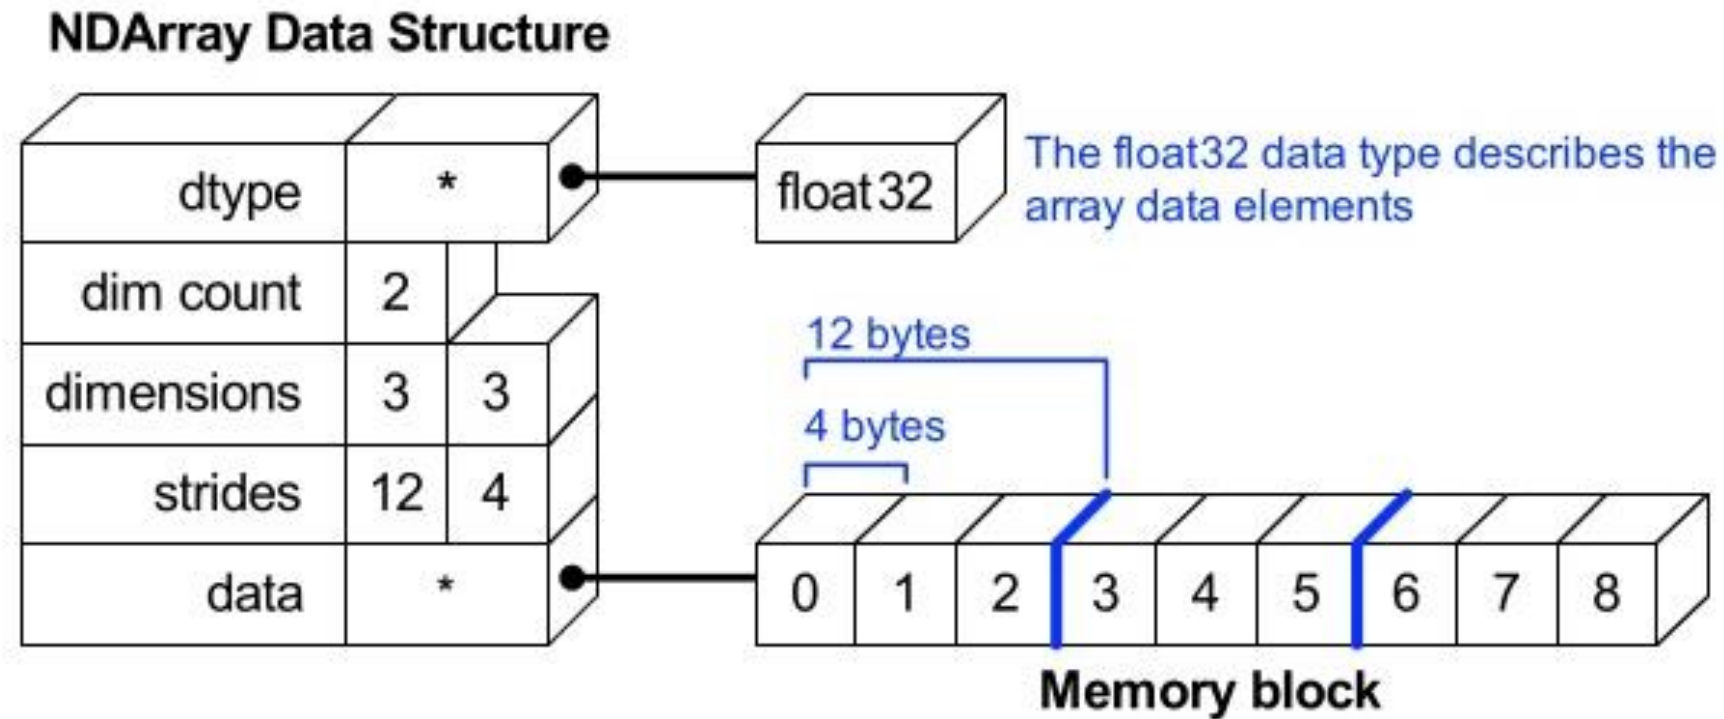 NDArray Data Structure
dtype *
float32
The float32 data type describes the
array data elements
dim count 2
12 bytes
dimensions 3 3
4 bytes
strides 12 4
data *
0 1 2 3 4 5 6 7 8
Memory block